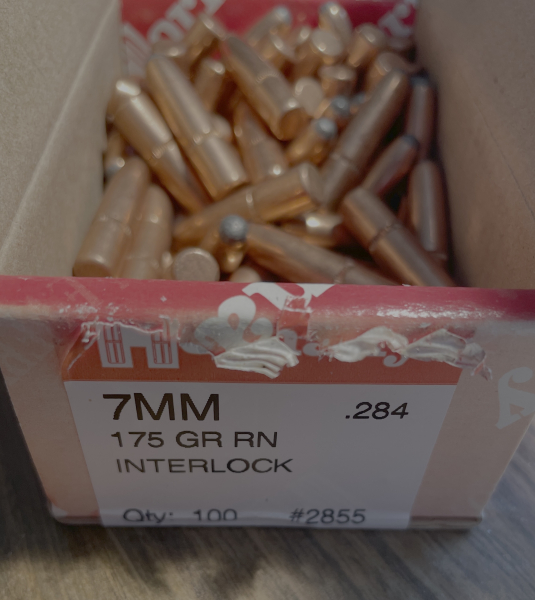 7MM .284
175 GR RN
INTERLOCK
Qty: 100 #2855